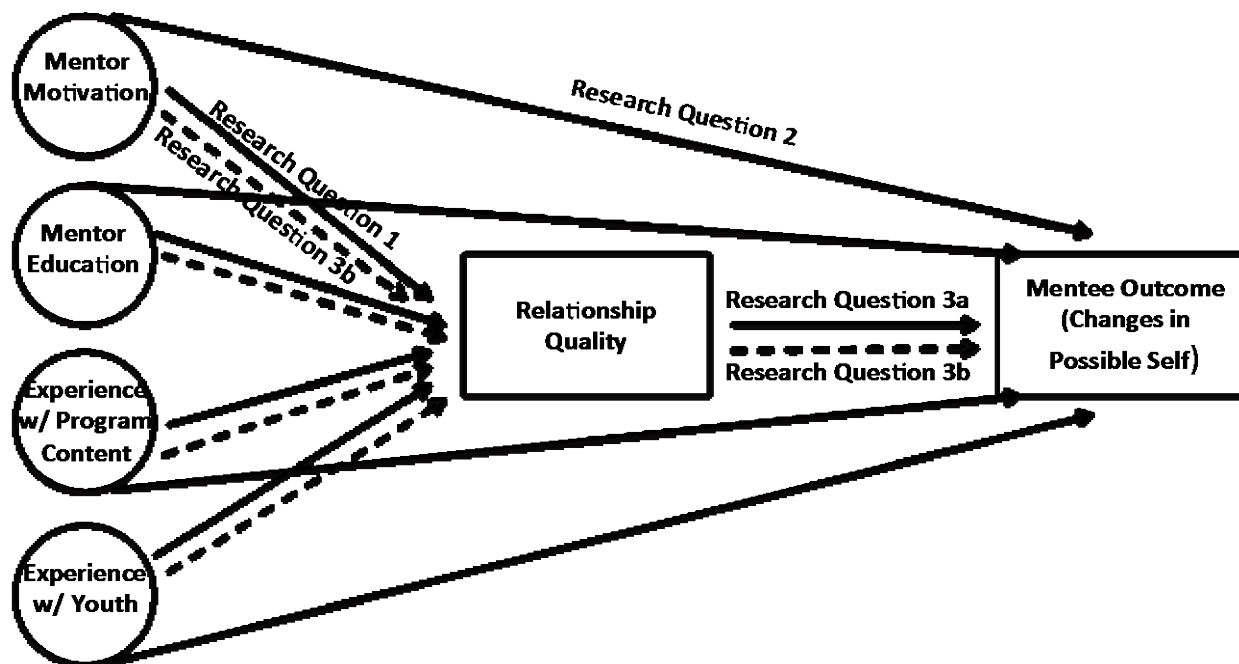 Mentor
Motivation
Research Question 2
Research Question 1
Research Question 3b
Mentor
Education
Relationship
Quality
Research Question 3a
Research Question 3b
Mentee Outcome
(Changes in
Possible Self)
Experience
w/ Program
Content
Experience
w/ Youth